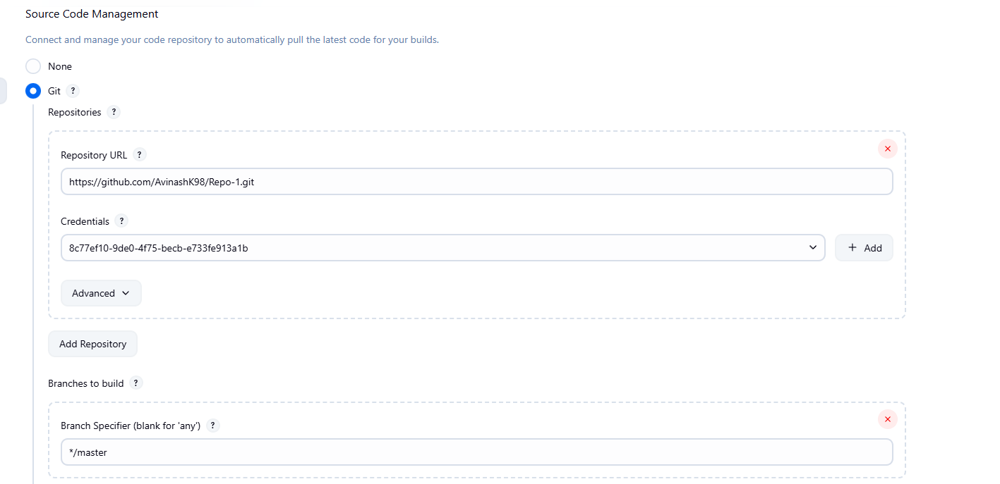 Source Code Management
Connect and manage your code repository to automatically pull the latest code for your builds.
None
Git ?
Repositories ?
Repository URL ?
https://github.com/AvinashK98/Repo-1.git
Credentials ?
8c77ef10-9de0-4f75-becb-e733fe913a1b
+ Add
Advanced
Add Repository
Branches to build ?
Branch Specifier (blank for 'any') ?
*/master